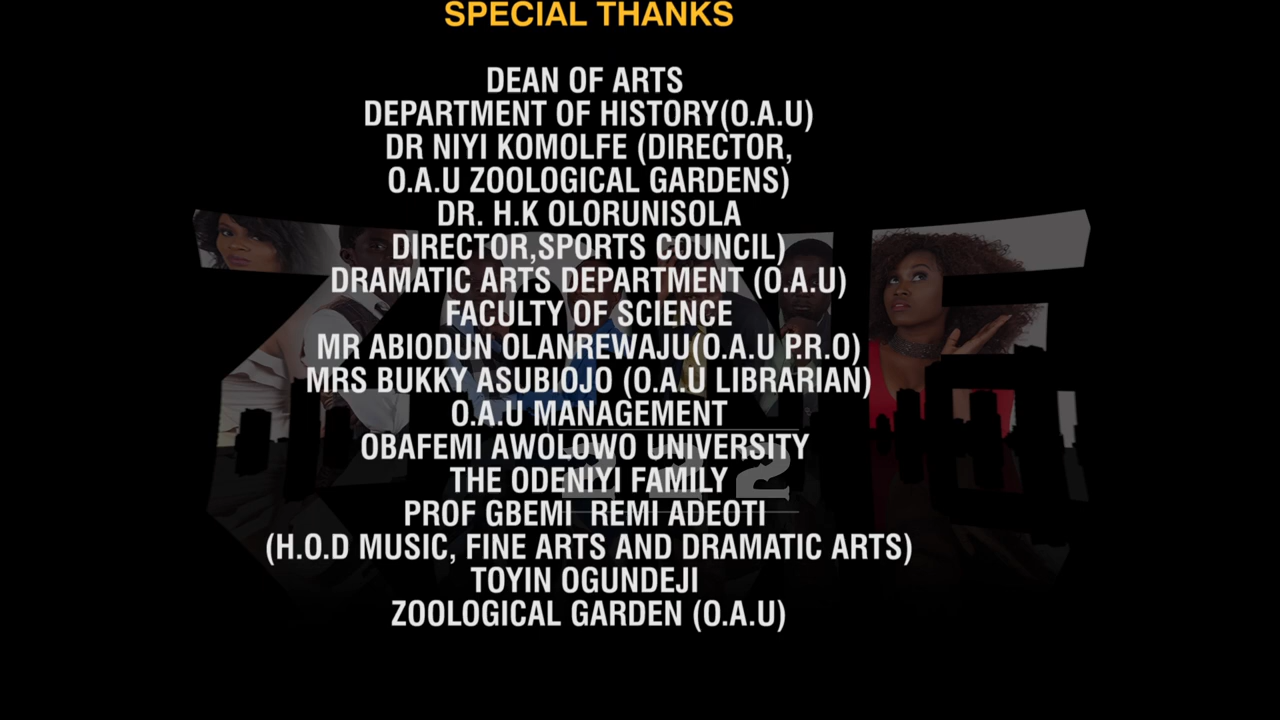 SPECIAL THANKS
DEAN OF ARTS
DEPARTMENT OF HISTORY(O.A.U)
DR NIYI KOMOLFE (DIRECTOR,
O.A.U ZOOLOGICAL GARDENS)
DR. H.K OLORUNISOLA
DIRECTOR,SPORTS COUNCIL)
DRAMATIC ARTS DEPARTMENT (O.A.U)
FACULTY OF SCIENCE
MR ABIODUN OLANREWAJU(O.A.U P.R.O)
MRS BUKKY ASUBIOJO (O.A.U LIBRARIAN)
O.A.U MANAGEMENT
OBAFEMI AWOLOWO UNIVERSITY
THE ODENIYI FAMILY
PROF GBEMI  REMI ADEOTI
(H.O.D MUSIC, FINE ARTS AND DRAMATIC ARTS)
TOYIN OGUNDEJI
ZOOLOGICAL GARDEN (O.A.U)
ZONE
222